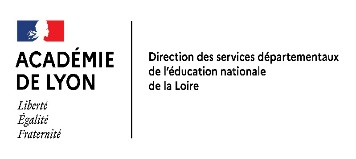 ACADÉMIE
DE LYON
Liberté
Égalité
Fraternité
Direction des services départementaux
de l'éducation nationale
de la Loire